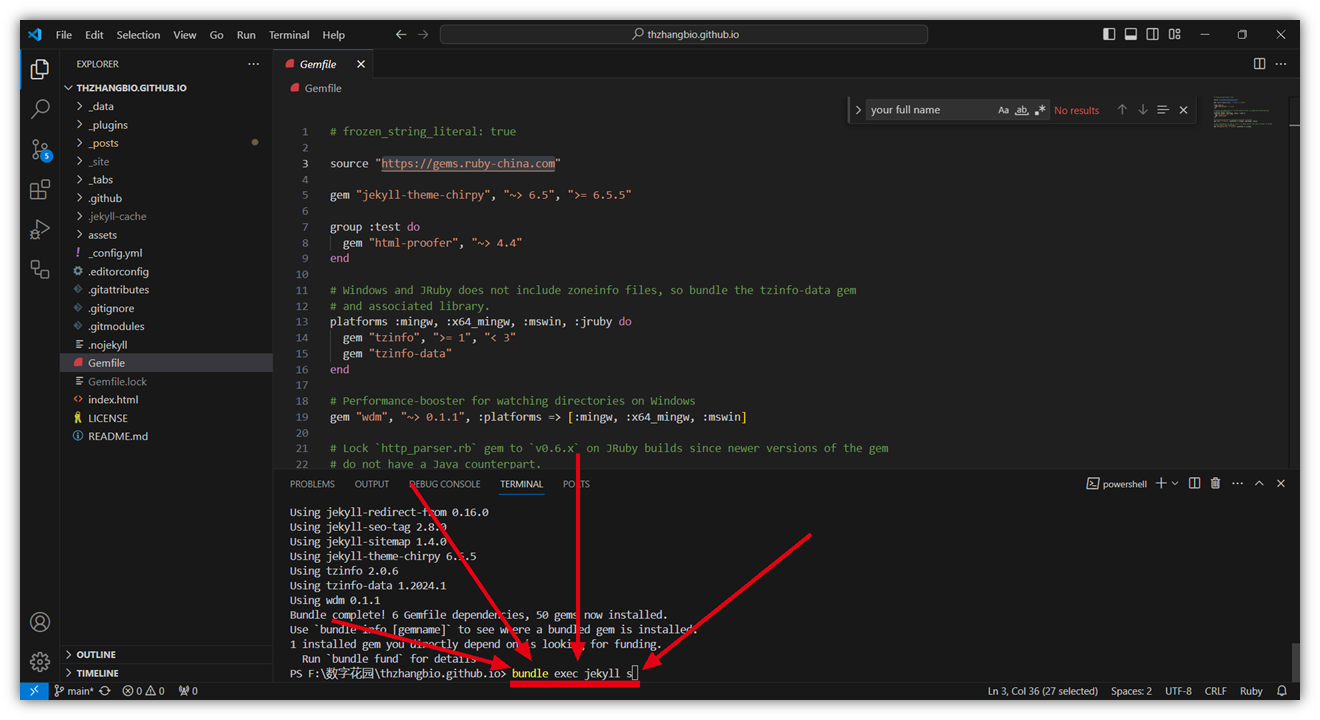 File Edit Selection View Go Run Terminal Help
thzhangbio.github.io
EXPLORER
THZHANGBIO.GITHUB.IO
_data
_plugins
_posts
_site
_tabs
.github
.jekyll-cache
assets
_config.yml
.editorconfig
.gitattributes
.gitignore
.gitmodules
.nojekyll
Gemfile
Gemfile.lock
index.html
LICENSE
README.md
OUTLINE
TIMELINE
5
Gemfile
Gemfile
your full name Aa ab No results
1 # frozen_string_literal: true
2
3 source "https://gems.ruby-china.com"
4
5 gem "jekyll-theme-chirpy", "~> 6.5", ">= 6.5.5"
6
7 group :test do
8 gem "html-proofer", "~> 4.4"
9 end
10
11 # Windows and JRuby does not include zoneinfo files, so bundle the tzinfo-data gem
12 # and associated library.
13 platforms :mingw, :x64_mingw, :mswin, :jruby do
14 gem "tzinfo", ">= 1", "< 3"
15 gem "tzinfo-data"
16 end
17
18 # Performance-booster for watching directories on Windows
19 gem "wdm", "~> 0.1.1", :platforms => [:mingw, :x64_mingw, :mswin]
20
21 # Lock `http_parser.rb` gem to `v0.6.x` on JRuby builds since newer versions of the gem
22 # do not have a Java counterpart.
PROBLEMS OUTPUT DEBUG CONSOLE TERMINAL PORTS powershell
Using jekyll-redirect-from 0.16.0
Using jekyll-seo-tag 2.8.0
Using jekyll-sitemap 1.4.0
Using jekyll-theme-chirpy 6.5.5
Using tzinfo 2.0.6
Using tzinfo-data 1.2024.1
Using wdm 0.1.1
Bundle complete! 6 Gemfile dependencies, 50 gems now installed.
Use `bundle info [gemname]` to see where a bundled gem is installed.
1 installed gem you directly depend on is looking for funding.
Run `bundle fund` for details
PS F:\数字花园\thzhangbio.github.io> bundle exec jekyll s
main* 0 0 0 Ln 3, Col 36 (27 selected) Spaces: 2 UTF-8 CRLF Ruby